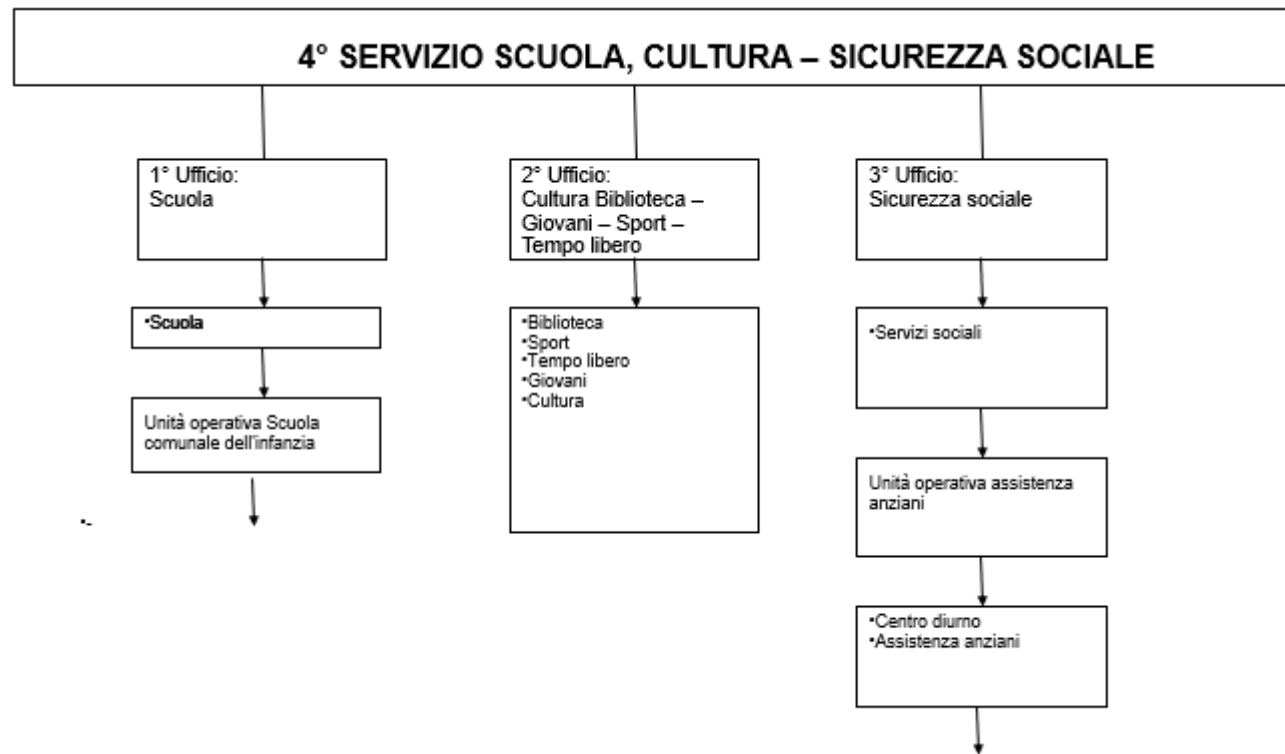 4° SERVIZIO SCUOLA, CULTURA – SICUREZZA SOCIALE
1° Ufficio:
Scuola
•Scuola
Unità operativa Scuola
comunale dell'infanzia
•-
2° Ufficio:
Cultura Biblioteca –
Giovani – Sport –
Tempo libero
•Biblioteca
•Sport
•Tempo libero
•Giovani
•Cultura
3° Ufficio:
Sicurezza sociale
•Servizi sociali
Unità operativa assistenza
anziani
•Centro diurno
•Assistenza anziani